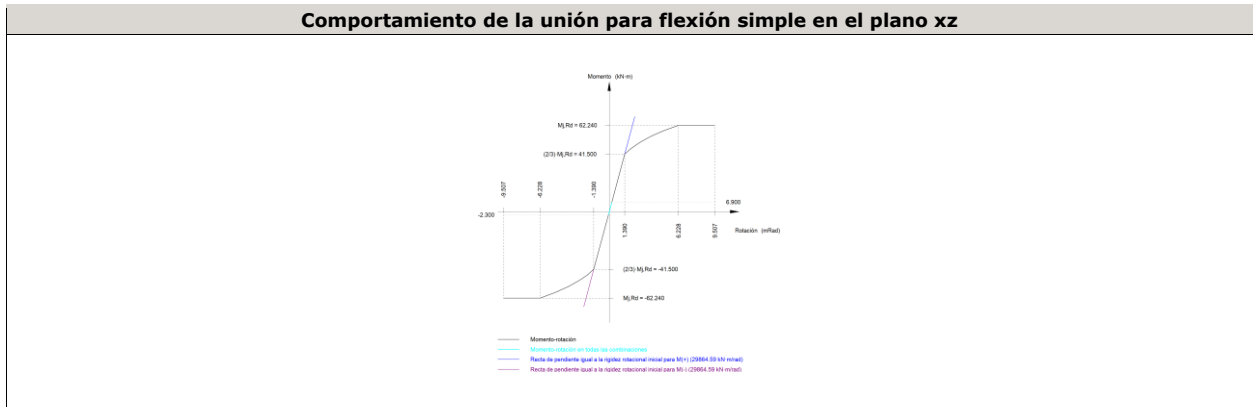 Comportamiento de la unión para flexión simple en el plano xz
Momento (kN·m)
Mj,Rd = 62.240
(2/3) Mj,Rd = 41.500
-9.507
-6.228
-1.390
6.900
-2.300
1.390
6.228
9.507
Rotación (mRad)
(2/3) Mj,Rd = -41.500
Mj,Rd = -62.240
Momento-rotación
Momento-rotación en todas las combinaciones
Recta de pendiente igual a la rigidez rotacional inicial para M(+) (29864.59 kN·m/rad)
Recta de pendiente igual a la rigidez rotacional inicial para M(-) (29864.59 kN·m/rad)